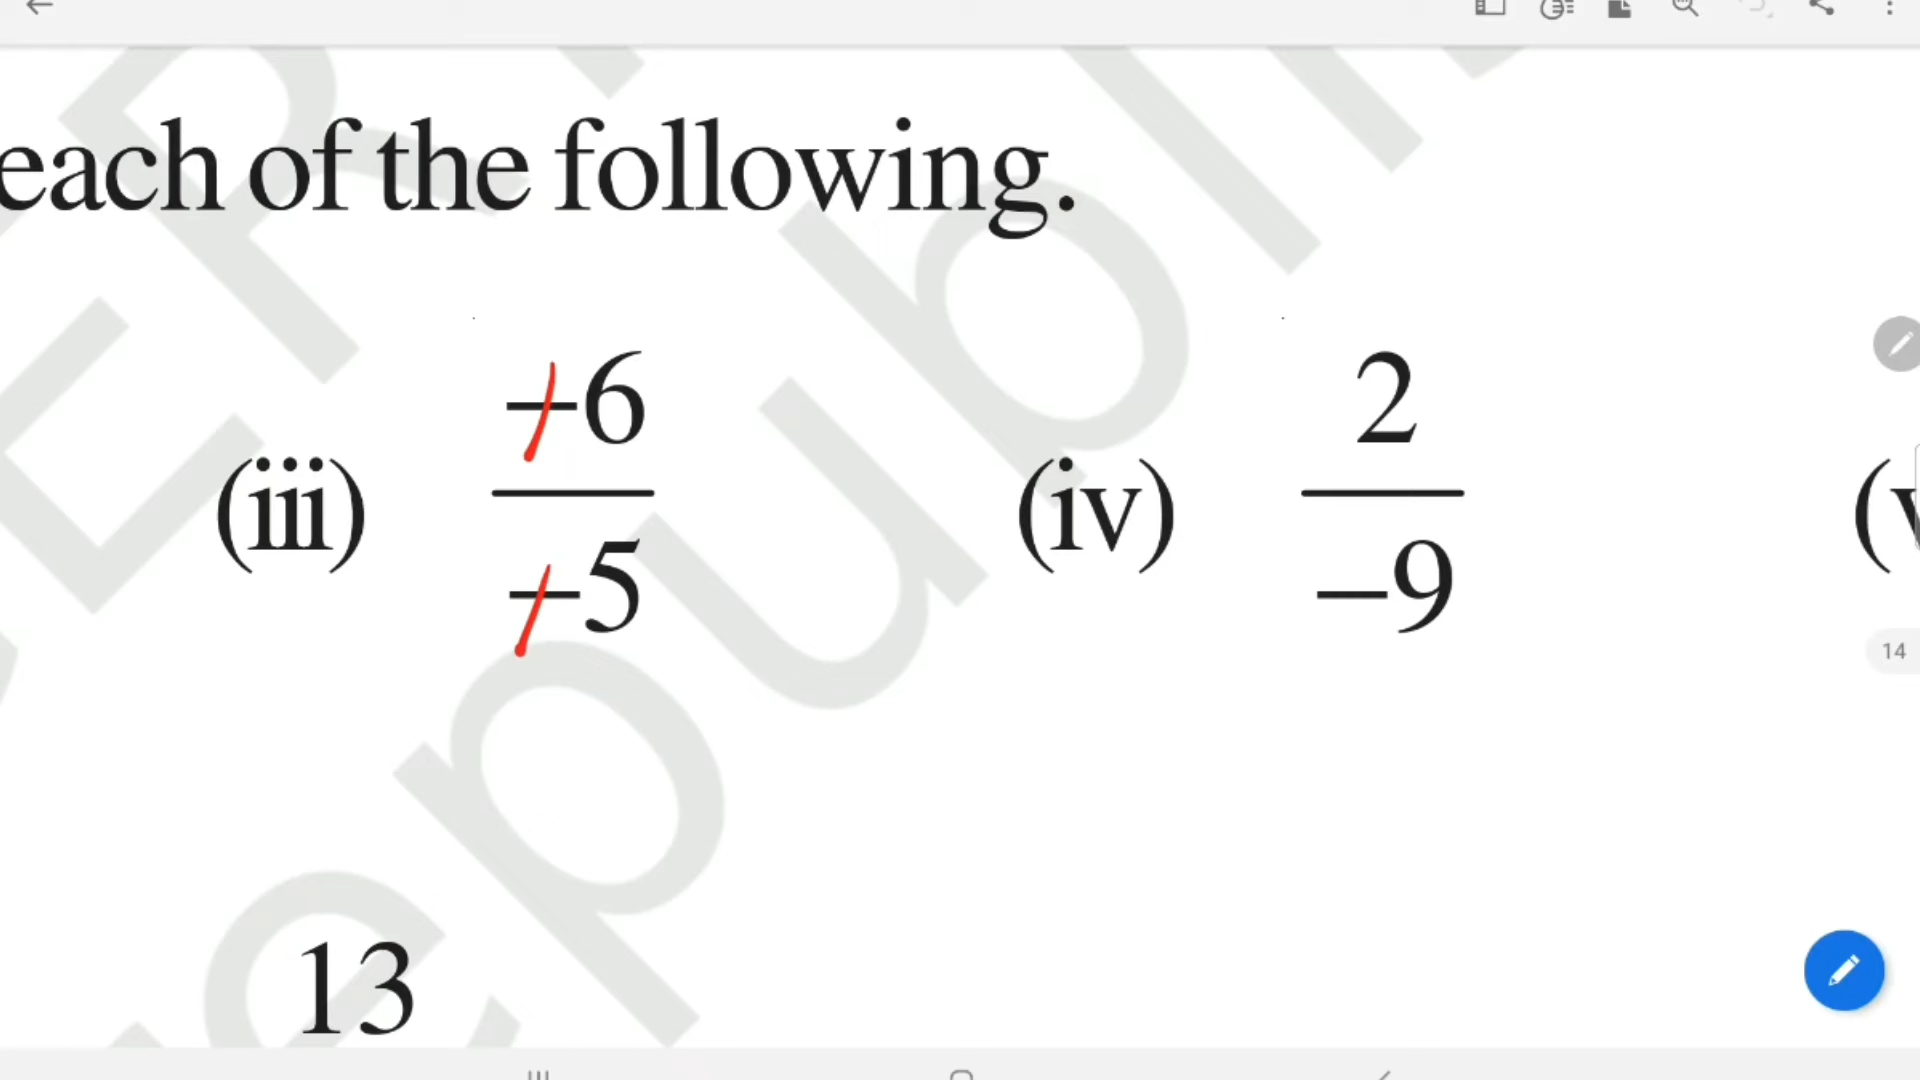 each of the following.
(iii) −6/−5 (iv) 2/−9
14
13